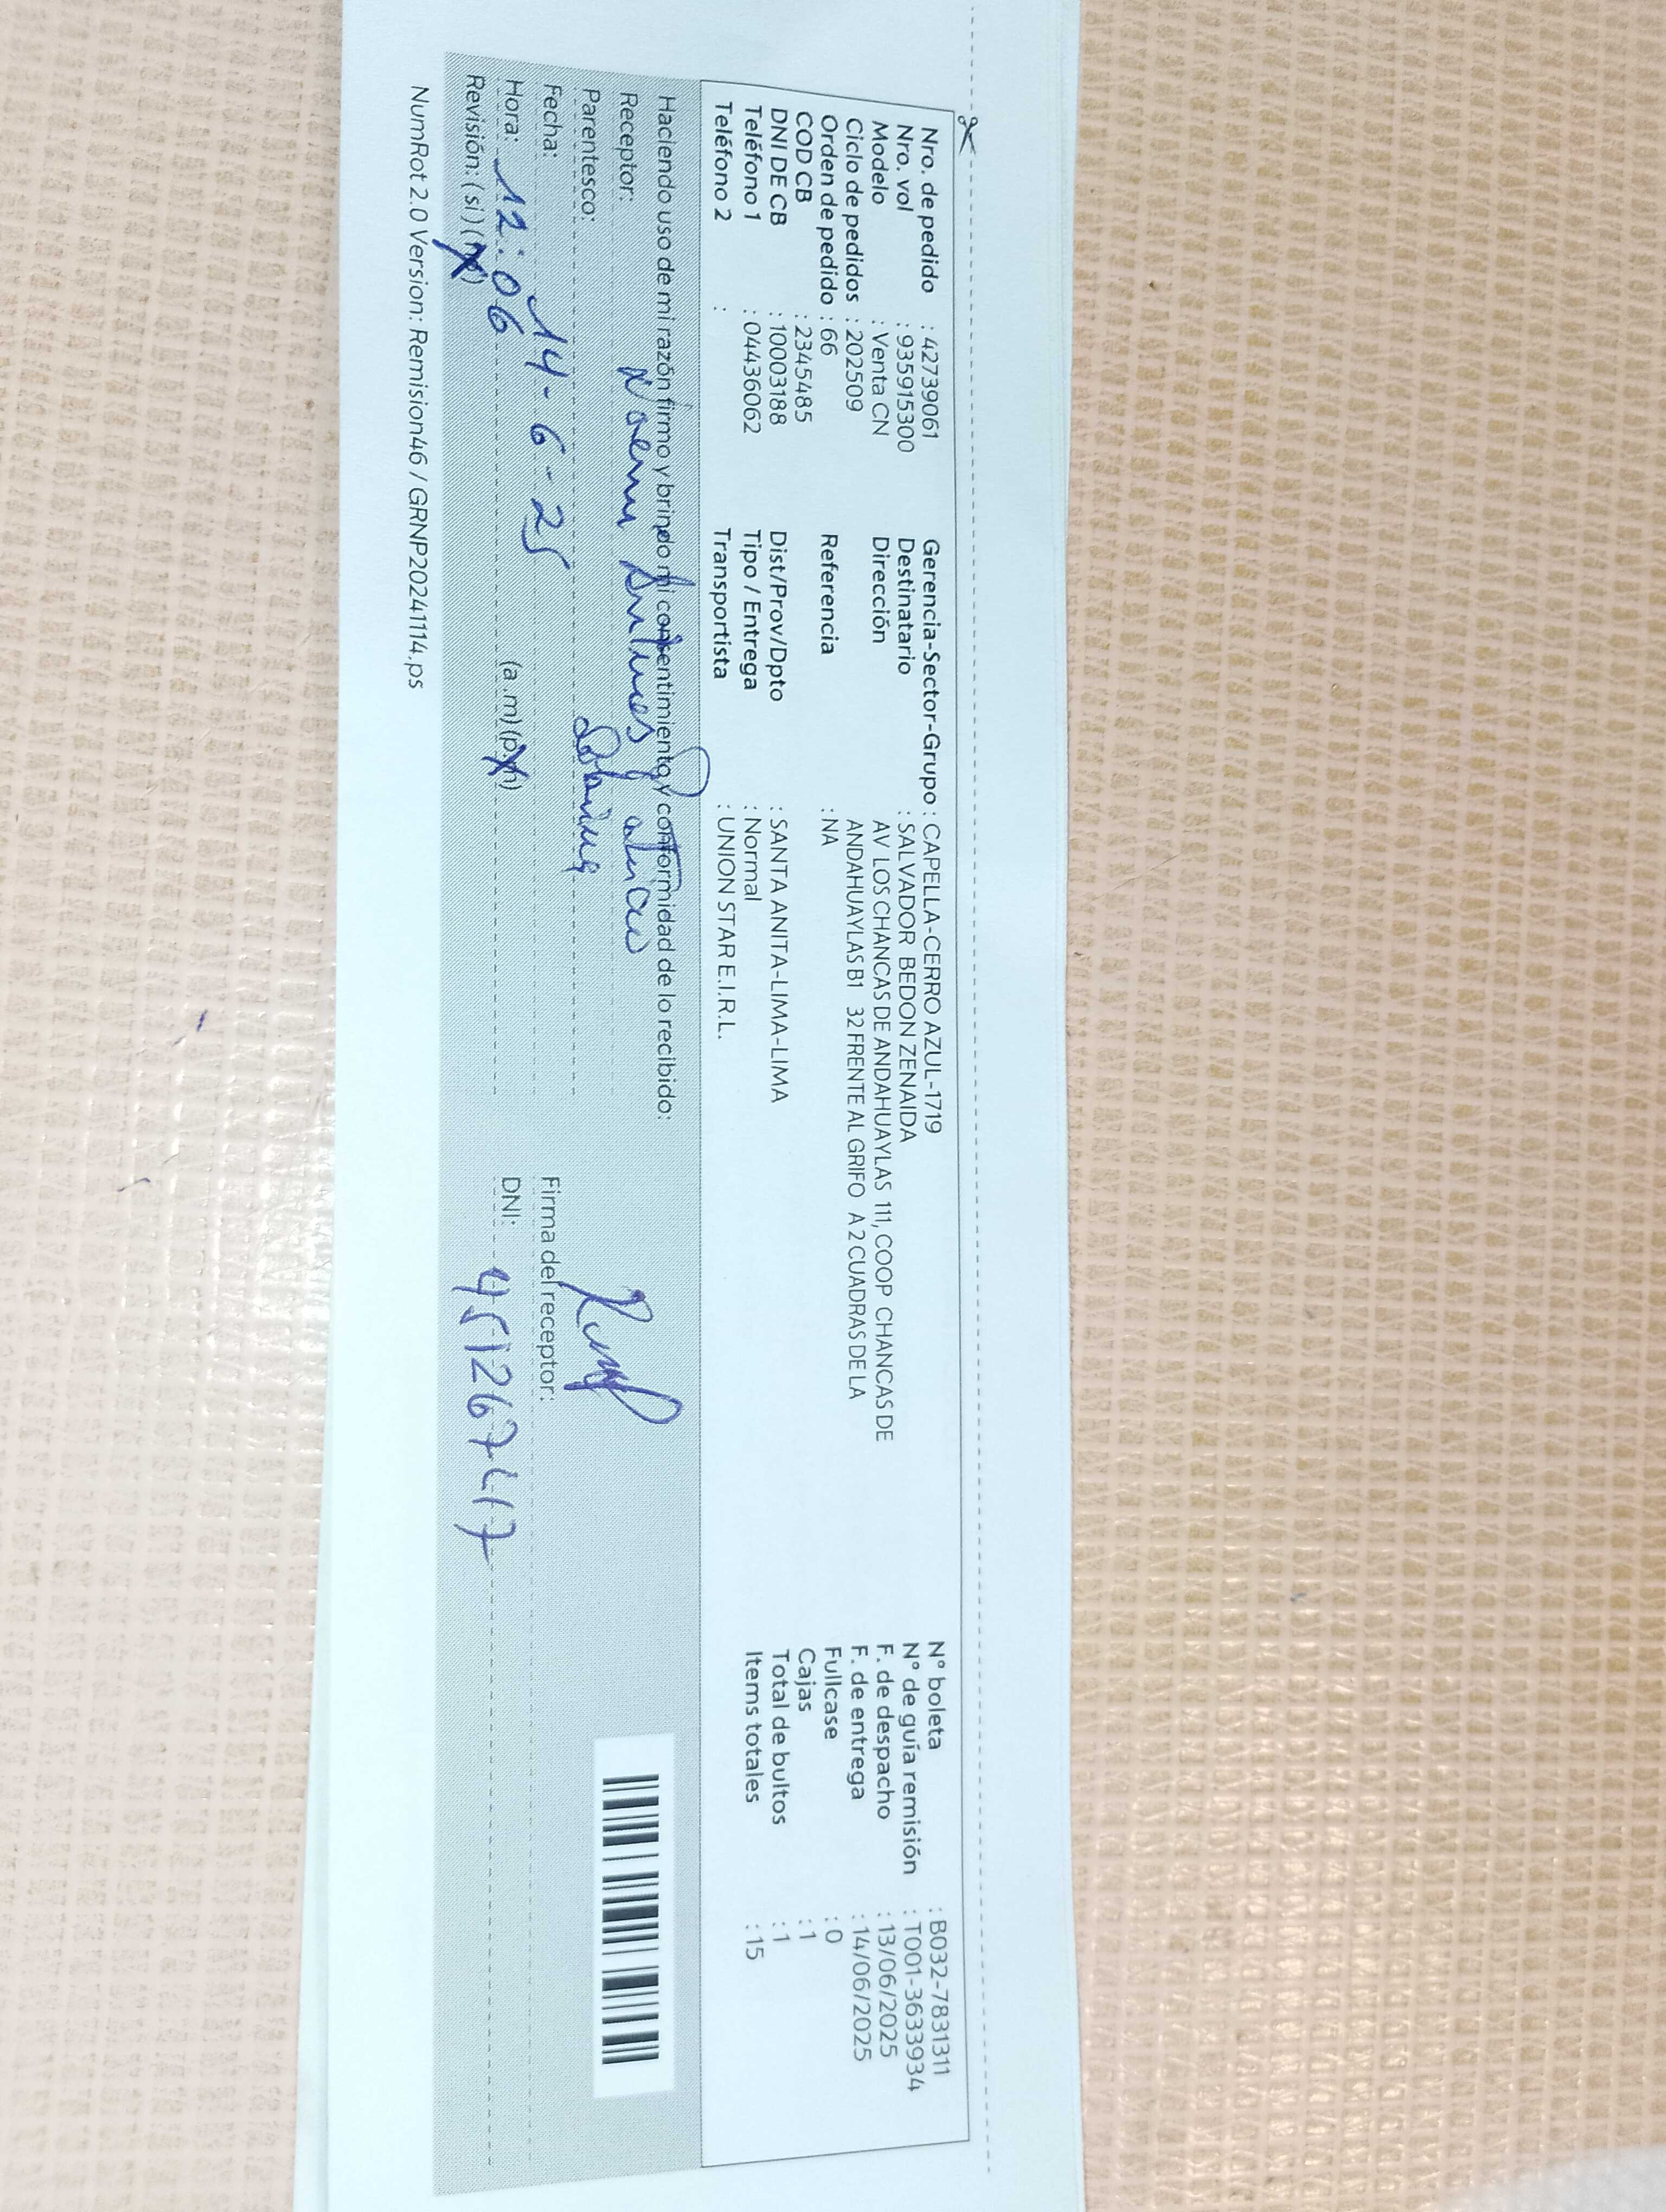 Nro. de pedido : 42739061
Nro. vol : 935915300
Modelo : Venta CN
Ciclo de pedidos : 202509
Orden de pedido : 66
COD CB : 2345485
DNI DE CB : 10003188
Teléfono 1 : 044436062
Teléfono 2 :
Gerencia-Sector-Grupo : CAPELLA-CERRO AZUL-1719
Destinatario : SALVADOR BEDON ZENAIDA
Dirección AV LOS CHANCAS DE ANDAHUAYLAS 111, COOP CHANCAS DE
ANDAHUAYLAS B1 32 FRENTE AL GRIFO A 2 CUADRAS DE LA
Referencia : NA
Dist/Prov/Dpto : SANTA ANITA-LIMA-LIMA
Tipo / Entrega : Normal
Transportista : UNION STAR E.I.R.L.
N° boleta : B032-7831311
N° de guía remisión : T001-3633934
F. de despacho : 13/06/2025
F. de entrega : 14/06/2025
Fullcase : 0
Cajas : 1
Total de bultos : 1
Items totales : 15
Haciendo uso de mi razón firmo y brindo mi consentimiento y conformidad de lo recibido:
Receptor:
Parentesco: Sobrina
Fecha: 14-6-25
Hora: 12:06 (a.m) (p.m)
Revisión: (si) (no)
Firma del receptor:
DNI: 45126747
NumRot 2.0 Version: Remision46 / GRNP20241114.ps